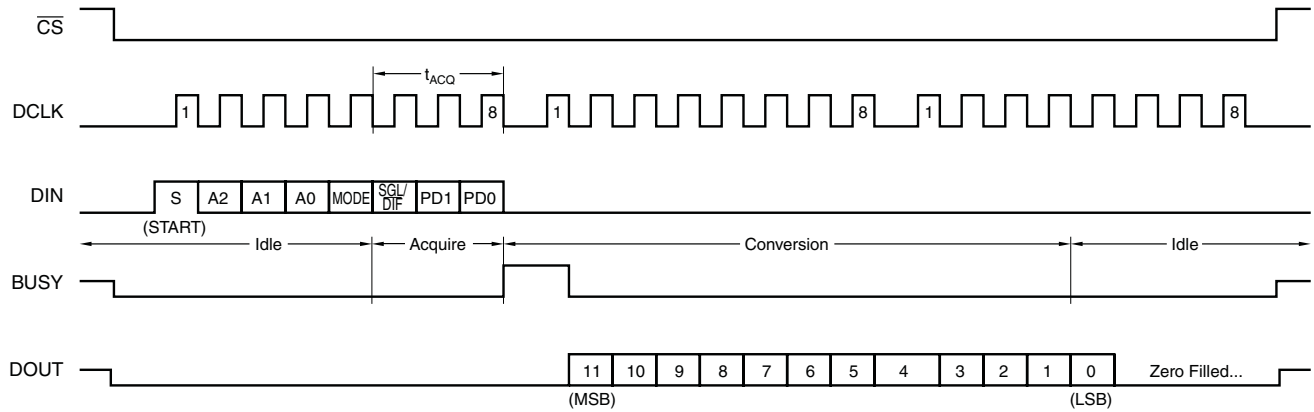 CS
tACQ
DCLK 1 8 1 8 1 8
DIN S A2 A1 A0 MODE SGL/DIF PD1 PD0
(START)
Idle Acquire Conversion Idle
BUSY
DOUT 11 10 9 8 7 6 5 4 3 2 1 0 Zero Filled...
(MSB) (LSB)